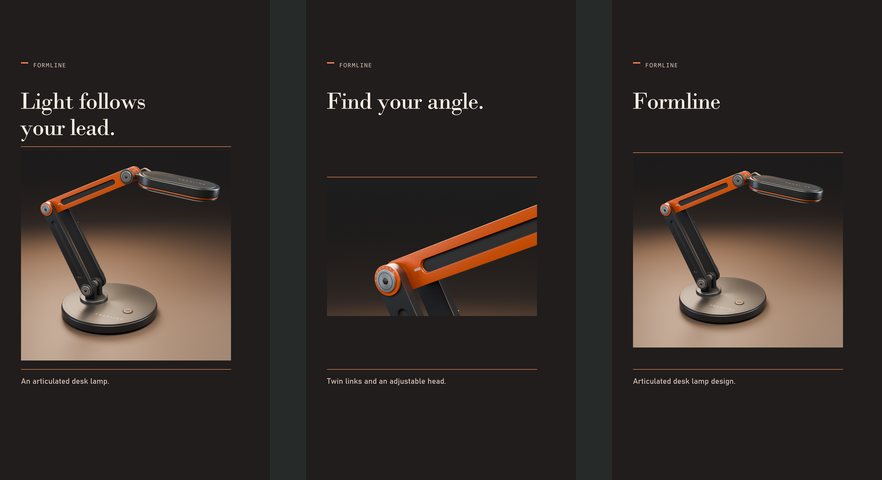 FORMLINE
Light follows
your lead.
An articulated desk lamp.
FORMLINE
Find your angle.
Twin links and an adjustable head.
FORMLINE
Formline
Articulated desk lamp design.